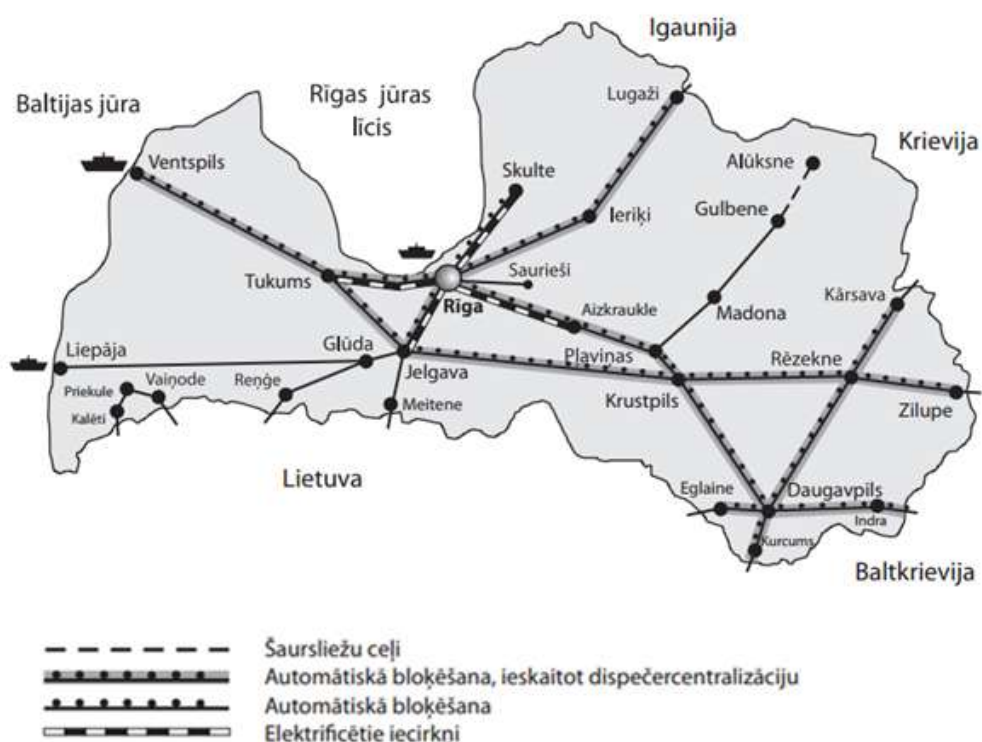 Igaunija
Baltijas jūra
Rīgas jūras
līcis
Lugaži
Krievija
Ventspils
Skulte
Alūksne
Gulbene
Ieriķi
Tukums
Rīga
Saurieši
Aizkraukle
Madona
Kārsava
Liepāja
Glūda
Jelgava
Pļaviņas
Rēzekne
Priekule
Vaiņode
Reņģe
Meitene
Krustpils
Zilupe
Kalēti
Lietuva
Eglaine
Daugavpils
Indra
Kurcums
Baltkrievija
Šaursliežu ceļi
Automātiskā bloķēšana, ieskaitot dispečercentralizāciju
Automātiskā bloķēšana
Elektrificētie iecirkņi